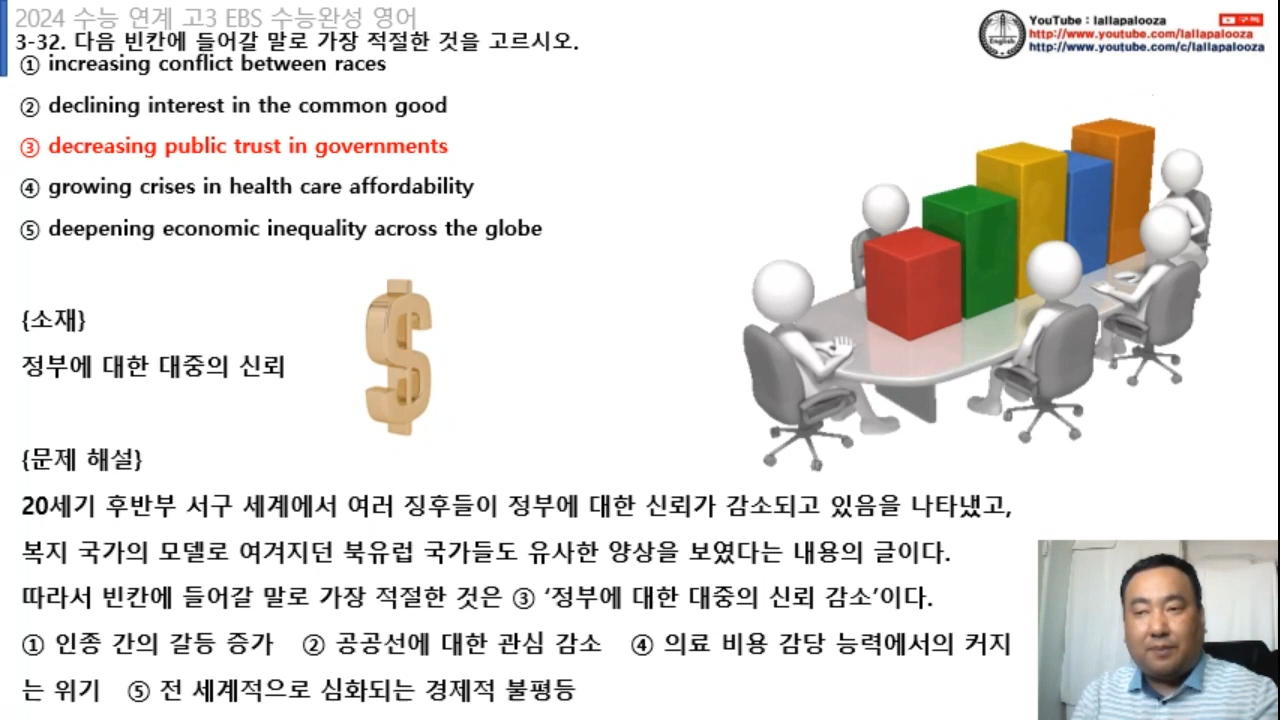 2024 수능 연계 고3 EBS 수능완성 영어
3-32. 다음 빈칸에 들어갈 말로 가장 적절한 것을 고르시오.
① increasing conflict between races
② declining interest in the common good
③ decreasing public trust in governments
④ growing crises in health care affordability
⑤ deepening economic inequality across the globe
English
YouTube : lallapalooza
구독
http://www.youtube.com/lallapalooza
http://www.youtube.com/c/lallapalooza
{소재}
정부에 대한 대중의 신뢰
{문제 해설}
20세기 후반부 서구 세계에서 여러 징후들이 정부에 대한 신뢰가 감소되고 있음을 나타냈고,
복지 국가의 모델로 여겨지던 북유럽 국가들도 유사한 양상을 보였다는 내용의 글이다.
따라서 빈칸에 들어갈 말로 가장 적절한 것은 ③ ‘정부에 대한 대중의 신뢰 감소’이다.
① 인종 간의 갈등 증가 ② 공공선에 대한 관심 감소 ④ 의료 비용 감당 능력에서의 커지
는 위기 ⑤ 전 세계적으로 심화되는 경제적 불평등